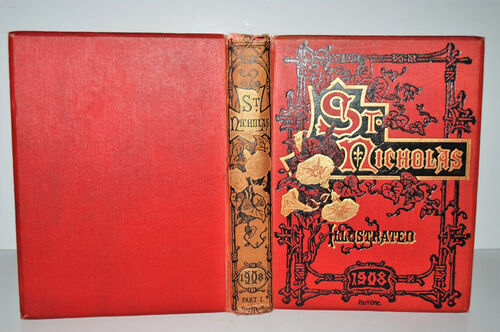 ST.
NICHOLAS
1908
PART I.
ST.
NICHOLAS
ILLUSTRATED
1908
Part One.